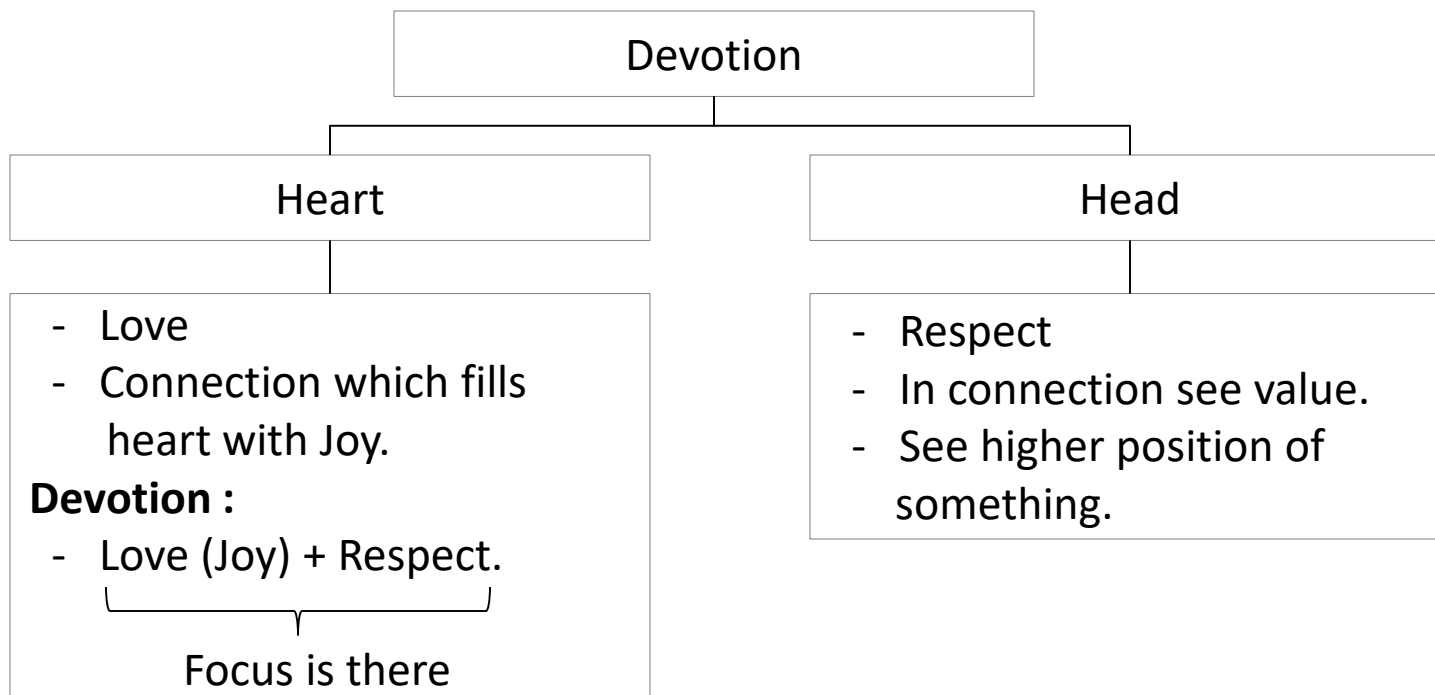 Devotion
Heart
Head
- Love
- Connection which fills
heart with Joy.
Devotion :
- Love (Joy) + Respect.
Focus is there
- Respect
- In connection see value.
- See higher position of
something.